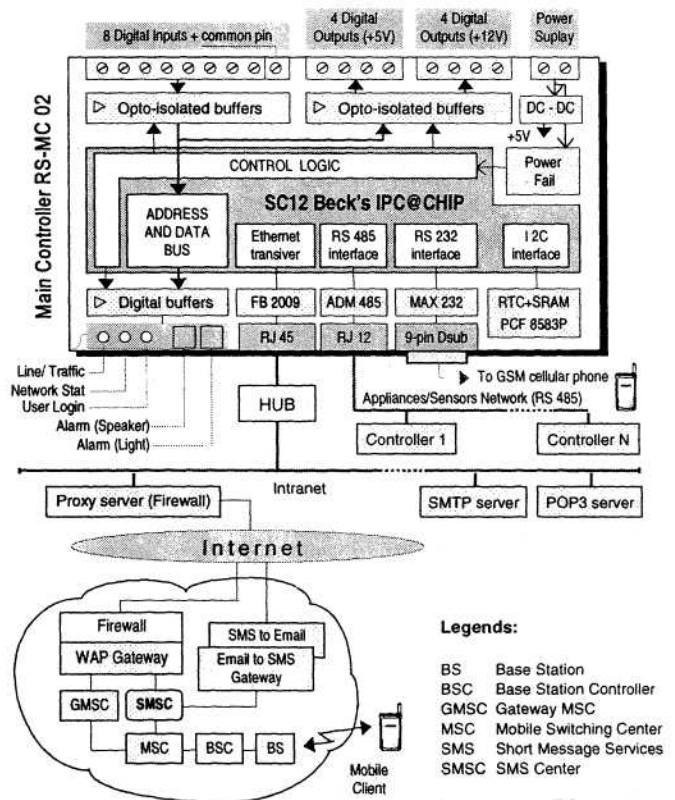 8 Digital Inputs + common pin
4 Digital Outputs (+5V)
4 Digital Outputs (+12V)
Power Suplay
Main Controller RS-MC 02
Opto-isolated buffers
Opto-isolated buffers
DC - DC
+5V
Power Fail
CONTROL LOGIC
SC12 Beck's IPC@CHIP
ADDRESS AND DATA BUS
Ethernet transiver
RS 485 interface
RS 232 interface
I2C interface
Digital buffers
FB 2009
ADM 485
MAX 232
RTC+SRAM
PCF 8583P
RJ 45
RJ 12
9-pin Dsub
Line/ Traffic
Network Stat
User Login
Alarm (Speaker)
Alarm (Light)
HUB
To GSM cellular phone
Appliances/Sensors Network (RS 485)
Controller 1
Controller N
Intranet
Proxy server (Firewall)
SMTP server
POP3 server
Internet
Firewall
WAP Gateway
SMS to Email
Email to SMS Gateway
GMSC
SMSC
MSC
BSC
BS
Mobile Client
Legends:
BS Base Station
BSC Base Station Controller
GMSC Gateway MSC
MSC Mobile Switching Center
SMS Short Message Services
SMSC SMS Center